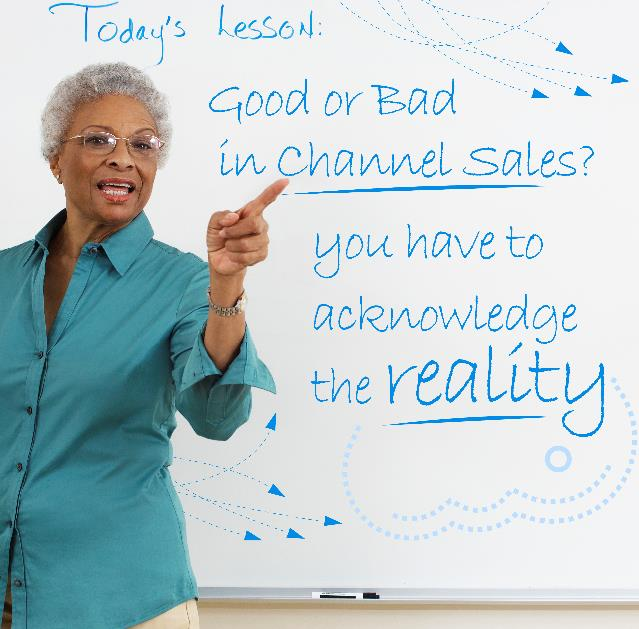 Today's Lesson:
Good or Bad
in Channel Sales?
you have to
acknowledge
the reality